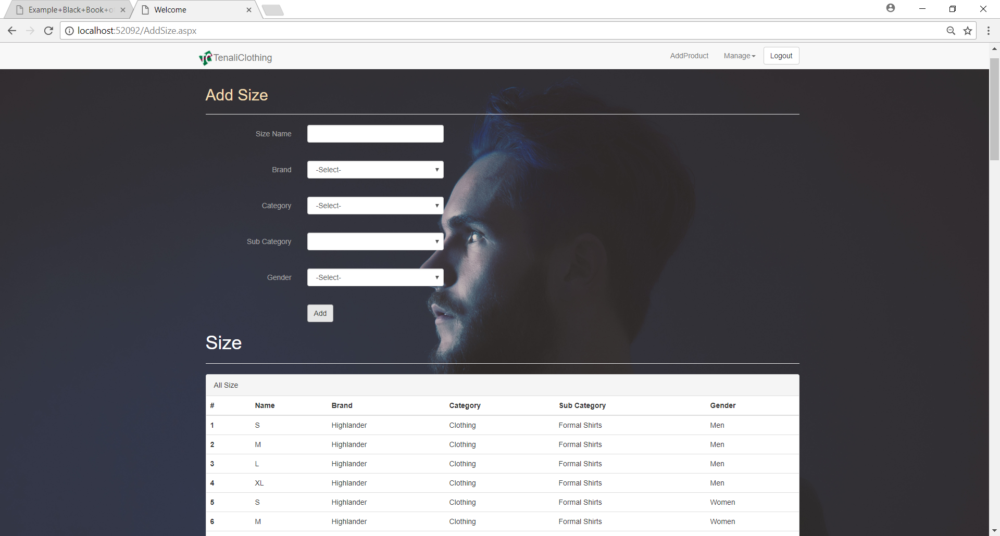 Example+Black+Book+o
Welcome
localhost:52092/AddSize.aspx
TenaliClothing
AddProduct Manage Logout
Add Size
Size Name
Brand -Select-
Category -Select-
Sub Category
Gender -Select-
Add
Size
All Size
# Name Brand Category Sub Category Gender
1 S Highlander Clothing Formal Shirts Men
2 M Highlander Clothing Formal Shirts Men
3 L Highlander Clothing Formal Shirts Men
4 XL Highlander Clothing Formal Shirts Men
5 S Highlander Clothing Formal Shirts Women
6 M Highlander Clothing Formal Shirts Women